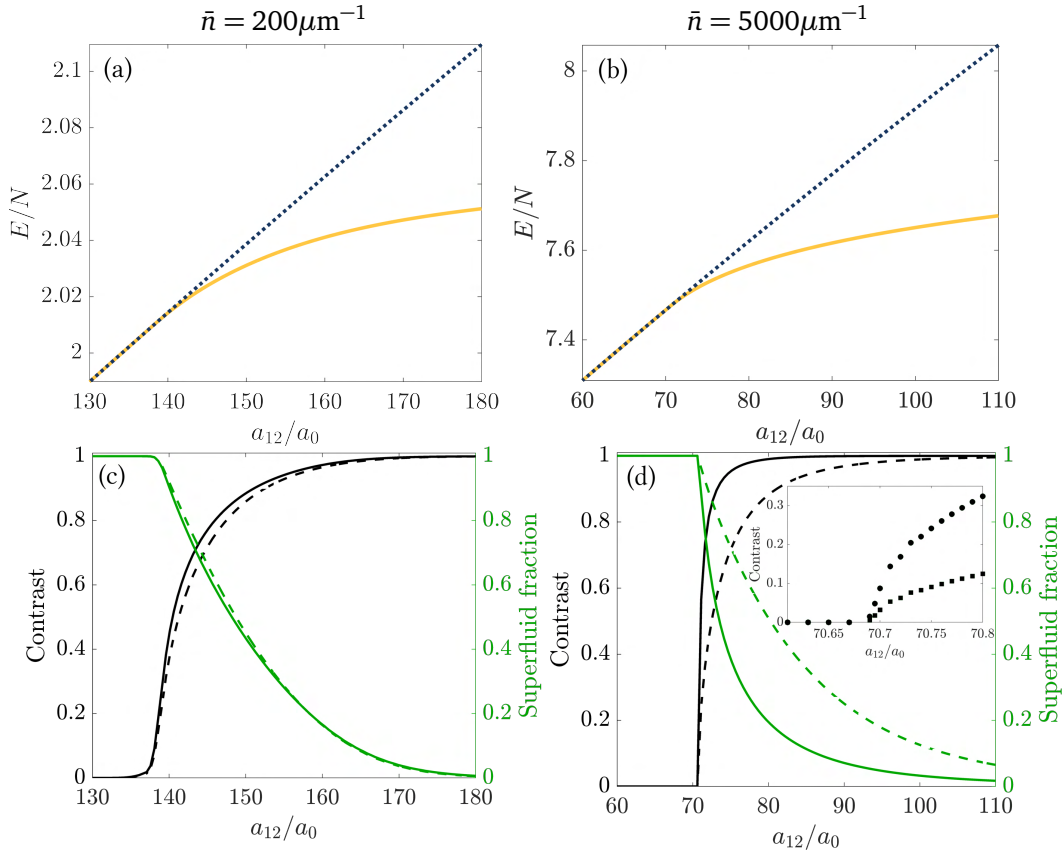 n̄ = 200μm⁻¹
n̄ = 5000μm⁻¹
(a)
E/N
2.1
2.08
2.06
2.04
2.02
2
130 140 150 160 170 180
a₁₂/a₀
(b)
E/N
8
7.8
7.6
7.4
60 70 80 90 100 110
a₁₂/a₀
(c)
Contrast
1
0.8
0.6
0.4
0.2
0
130 140 150 160 170 180
a₁₂/a₀
1
0.8
0.6
0.4
0.2
0
Superfluid fraction
(d)
Contrast
1
0.8
0.6
0.4
0.2
0
60 70 80 90 100 110
a₁₂/a₀
1
0.8
0.6
0.4
0.2
0
Superfluid fraction
Contrast
0.4
0.3
0.2
0.1
0
70.65 70.7 70.75 70.8
a₁₂/a₀